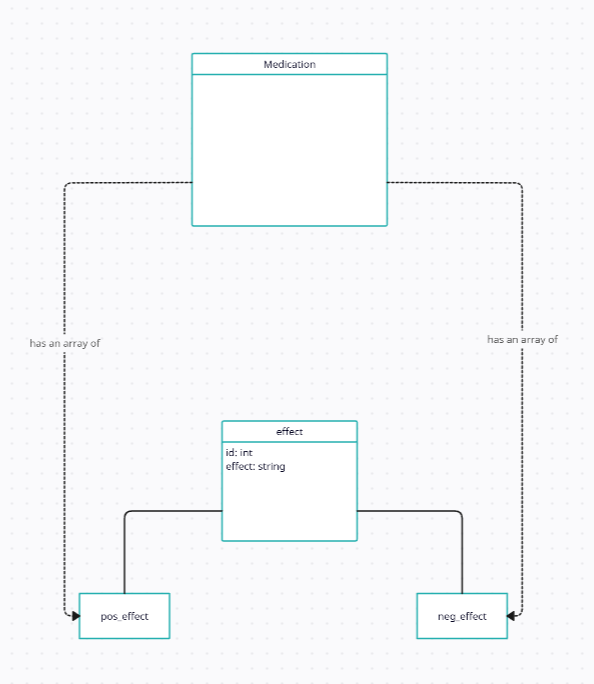 Medication
has an array of
has an array of
effect
id: int
effect: string
pos_effect
neg_effect